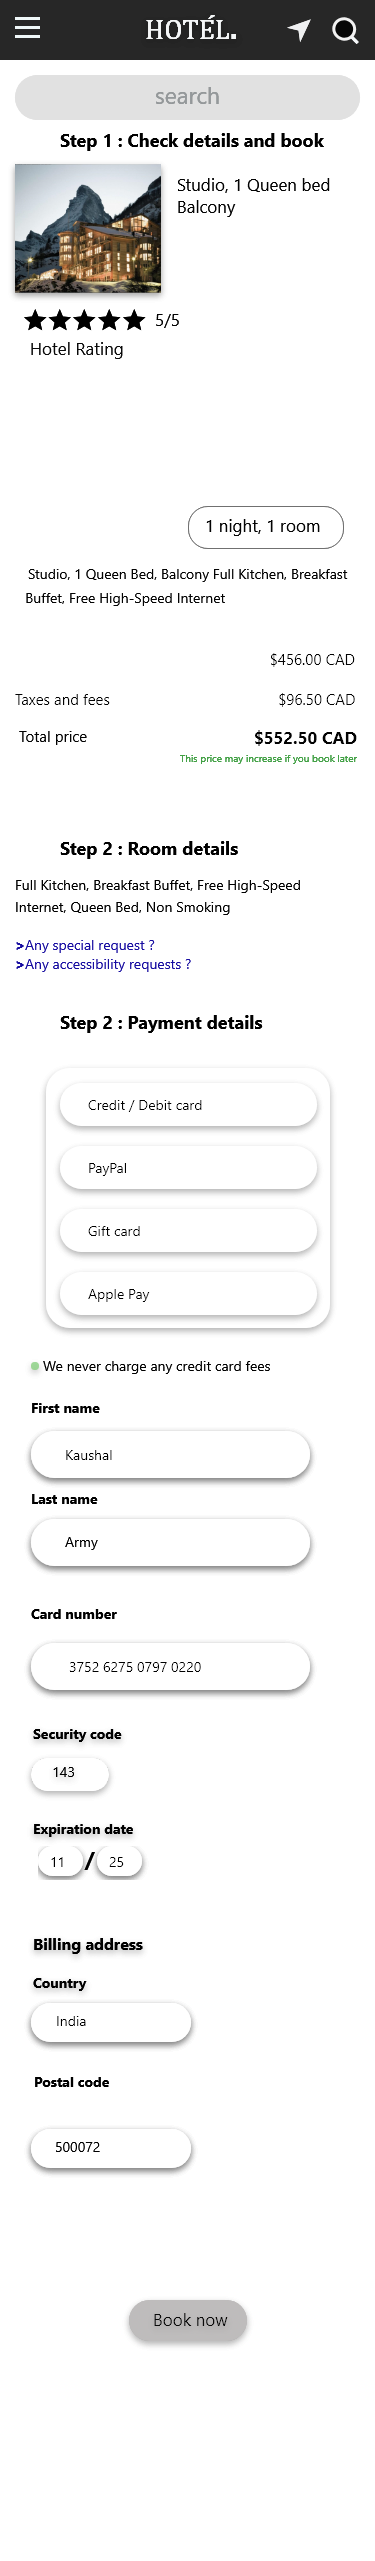 HOTÉL.
search
Step 1 : Check details and book
Studio, 1 Queen bed
Balcony
5/5
Hotel Rating
1 night, 1 room
Studio, 1 Queen Bed, Balcony Full Kitchen, Breakfast
Buffet, Free High-Speed Internet
$456.00 CAD
Taxes and fees $96.50 CAD
Total price $552.50 CAD
This price may increase if you book later
Step 2 : Room details
Full Kitchen, Breakfast Buffet, Free High-Speed
Internet, Queen Bed, Non Smoking
>Any special request ?
>Any accessibility requests ?
Step 2 : Payment details
Credit / Debit card
PayPal
Gift card
Apple Pay
We never charge any credit card fees
First name
Kaushal
Last name
Army
Card number
3752 6275 0797 0220
Security code
143
Expiration date
11 / 25
Billing address
Country
India
Postal code
500072
Book now